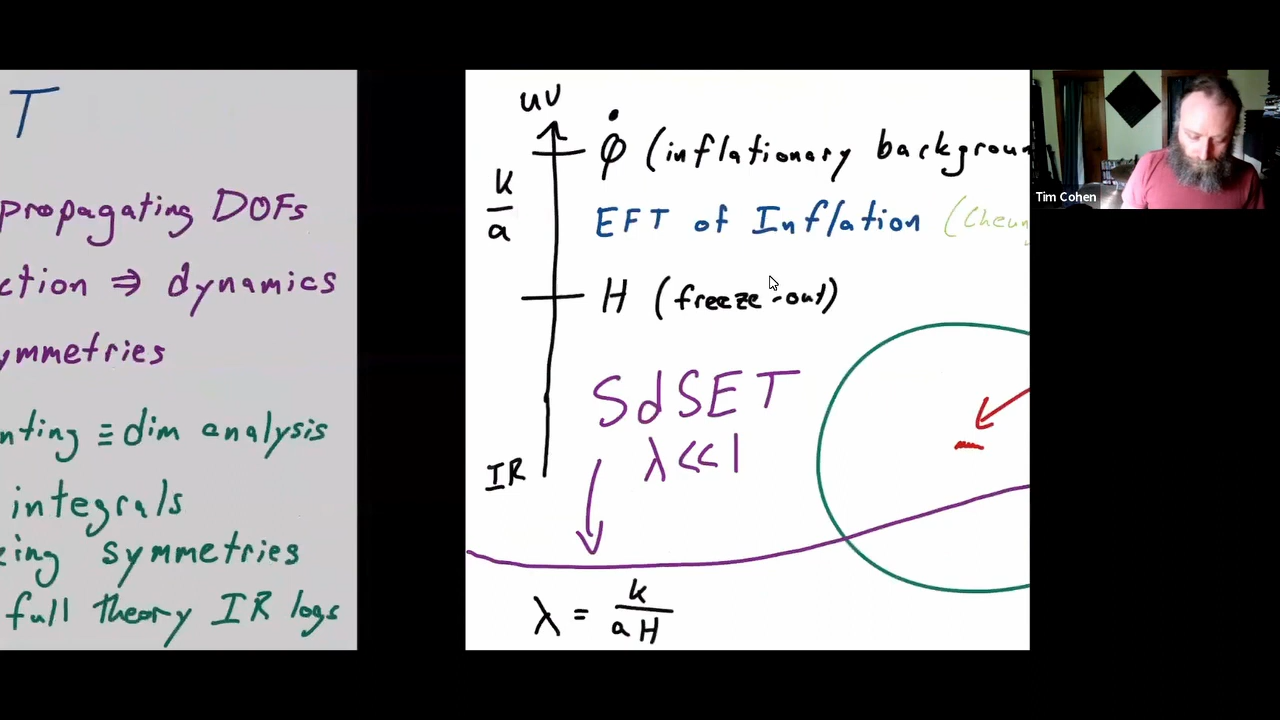 T
propagating DOFs
ction ⇒ dynamics
ymmetries
nting ≡ dim analysis
integrals
zing symmetries
full theory IR logs
UV
k/a
φ̇ (inflationary backgroun
EFT of Inflation (Cheun
H (freeze-out)
SdSET
λ<<1
IR
λ = k/aH
Tim Cohen